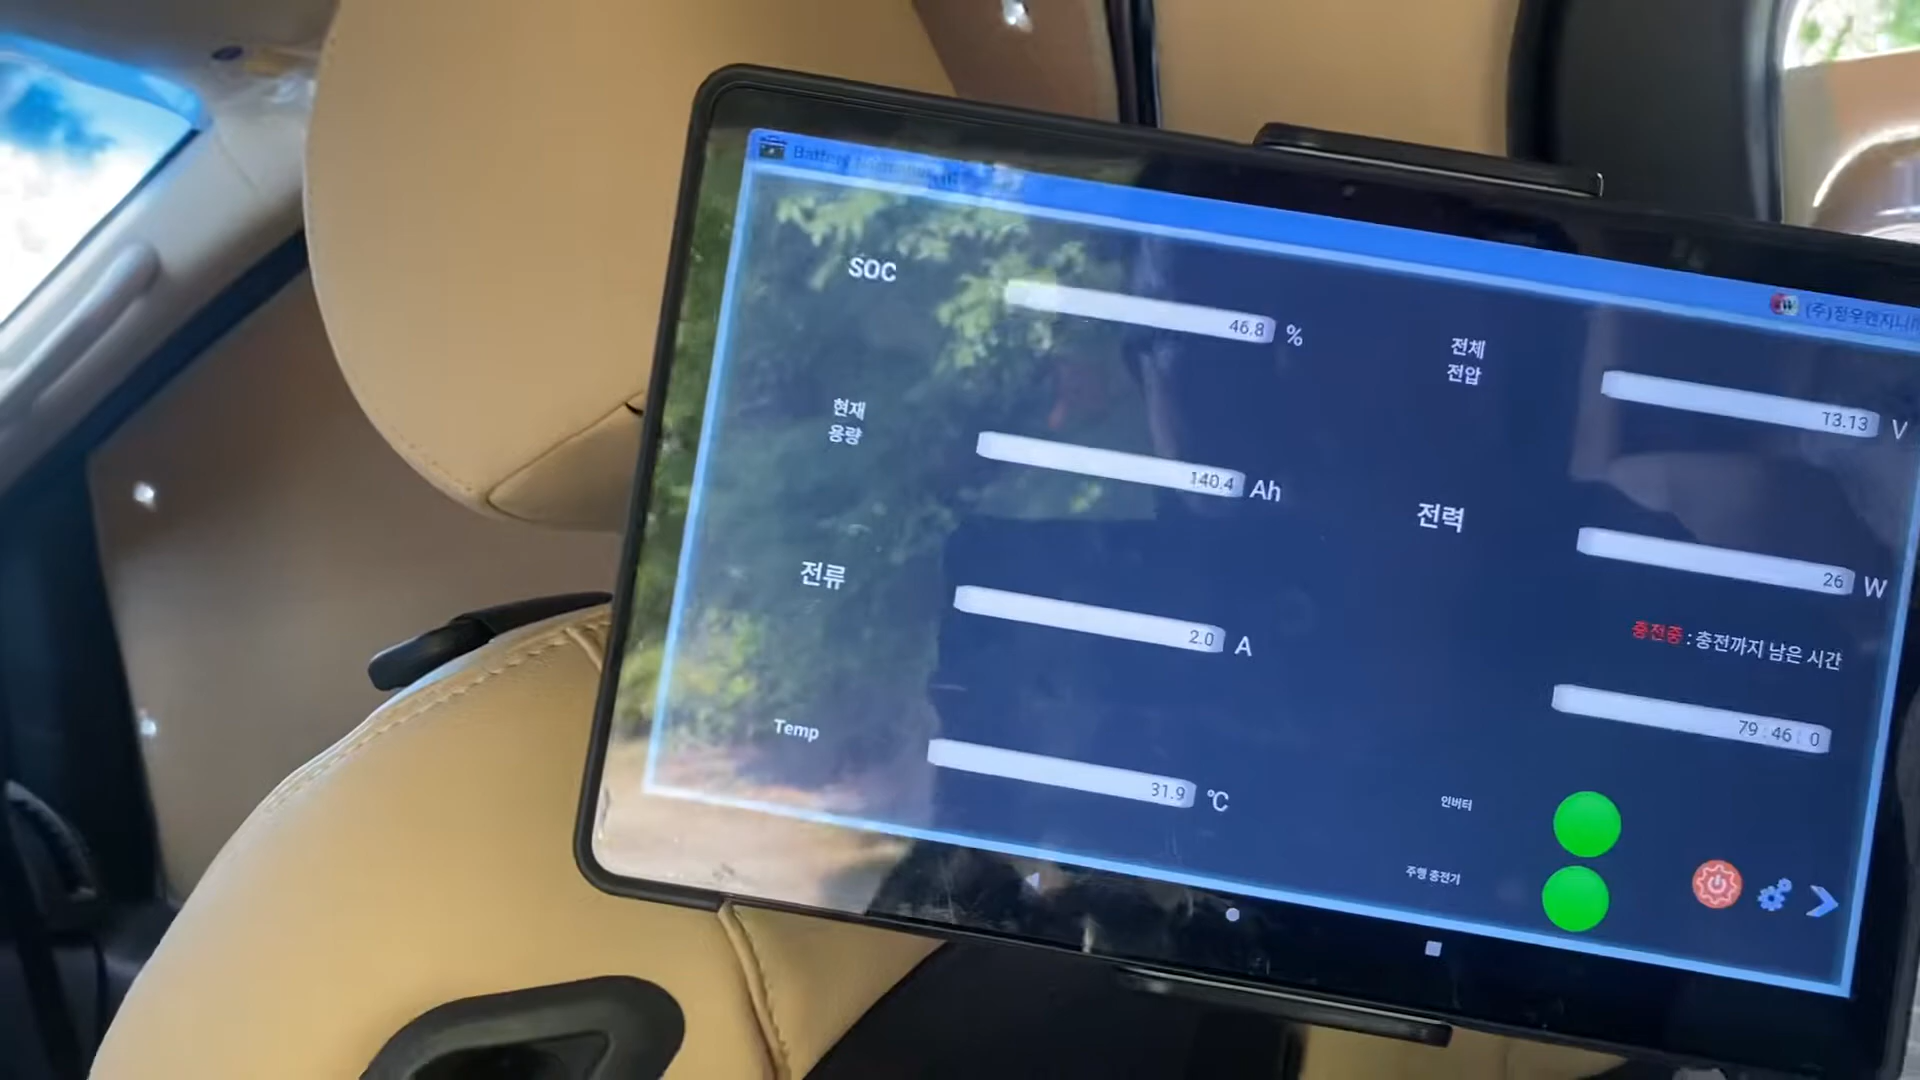 Battery
(주)정우엔지니어
SOC
46.8 %
전체
전압
13.13 V
현재
용량
140.4 Ah
전력
26 W
전류
2.0 A
충전중 : 충전까지 남은 시간
79 : 46 : 0
Temp
31.9 ℃
인버터
주행 충전기